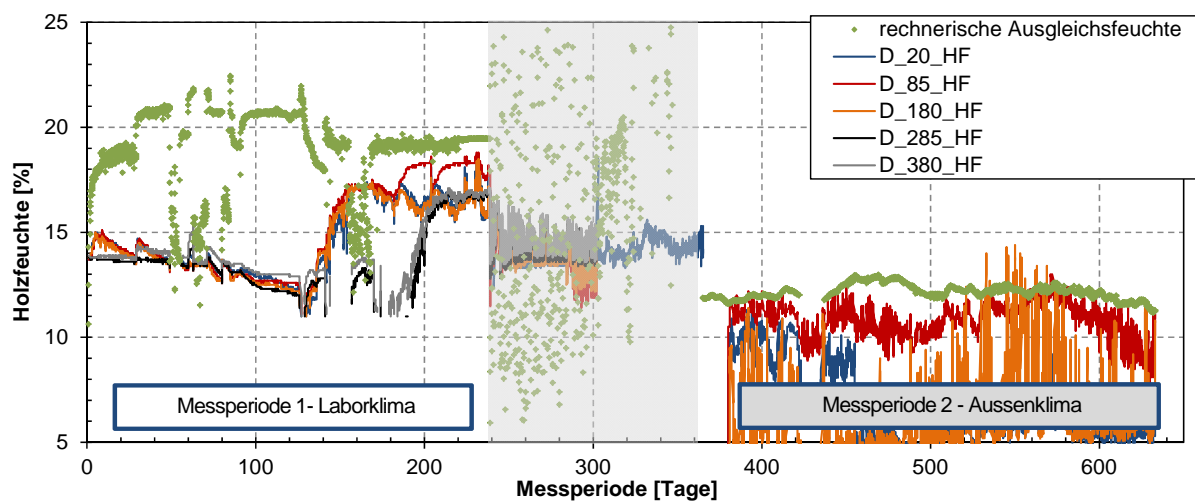 25
20
15
10
5
Holzfeuchte [%]
rechnerische Ausgleichsfeuchte
D_20_HF
D_85_HF
D_180_HF
D_285_HF
D_380_HF
Messperiode 1- Laborklima
Messperiode 2 - Aussenklima
0 100 200 300 400 500 600
Messperiode [Tage]